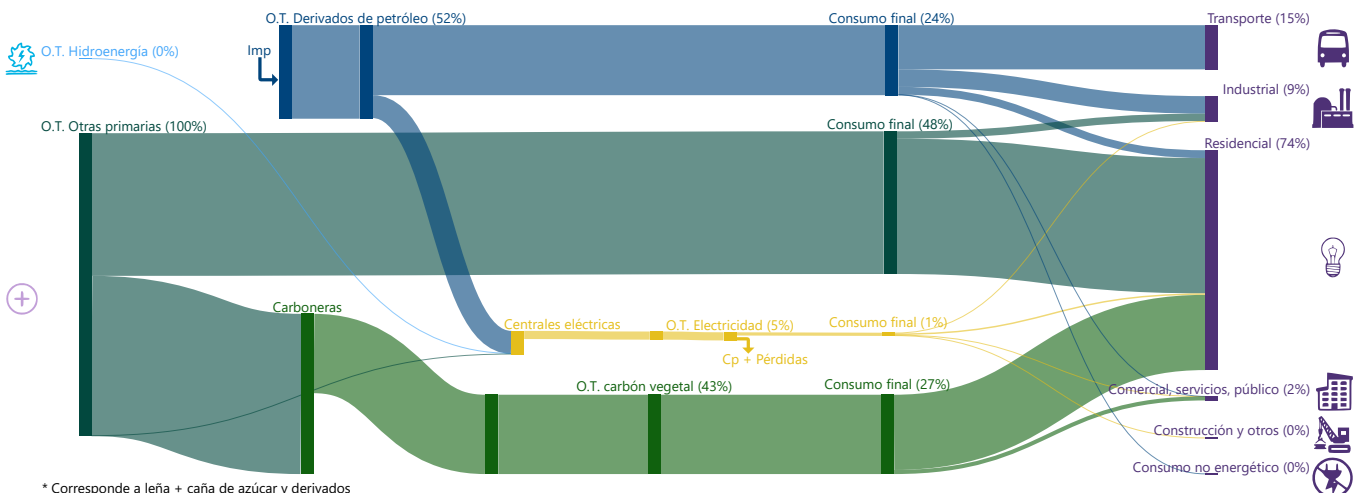 O.T. Derivados de petróleo (52%)
Consumo final (24%)
Transporte (15%)
O.T. Hidroenergía (0%)
Imp
Industrial (9%)
O.T. Otras primarias (100%)
Consumo final (48%)
Residencial (74%)
Carboneras
Centrales eléctricas
O.T. Electricidad (5%)
Consumo final (1%)
Cp + Pérdidas
O.T. carbón vegetal (43%)
Consumo final (27%)
Comercial, servicios, público (2%)
Construcción y otros (0%)
Consumo no energético (0%)
* Corresponde a leña + caña de azúcar y derivados